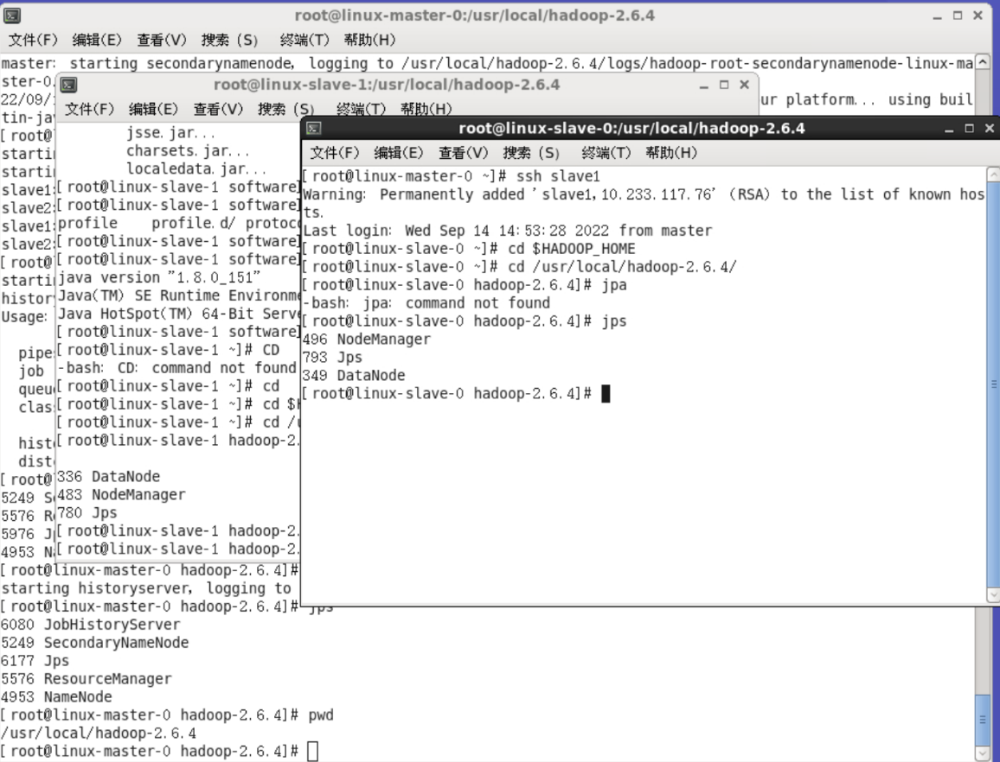 root@linux-master-0:/usr/local/hadoop-2.6.4
文件(F) 编辑(E) 查看(V) 搜索 (S) 终端(T) 帮助(H)
master: starting secondarynamenode, logging to /usr/local/hadoop-2.6.4/logs/hadoop-root-secondarynamenode-linux-ma
ster-0
22/09/
ur platform... using buil
tin-ja
[root@
starti
starti
slave1:
slave2:
slave1:
slave2:
[root@
starti
history
Usage:
pipe
job
queu
clas
hist
dist
[root@
5249 S
5576 R
5976 J
4953 N
[root@linux-master-0 hadoop-2.6.4]#
starting historyserver, logging to
[root@linux-master-0 hadoop-2.6.4]# jps
6080 JobHistoryServer
5249 SecondaryNameNode
6177 Jps
5576 ResourceManager
4953 NameNode
[root@linux-master-0 hadoop-2.6.4]# pwd
/usr/local/hadoop-2.6.4
[root@linux-master-0 hadoop-2.6.4]#
root@linux-slave-1:/usr/local/hadoop-2.6.4
文件(F) 编辑(E) 查看(V) 搜索 (S) 终端(T) 帮助(H)
jsse.jar...
charsets.jar...
localedata.jar...
[root@linux-slave-1 software]
[root@linux-slave-1 software]
profile profile.d/ protoc
[root@linux-slave-1 software]
[root@linux-slave-1 software]
java version "1.8.0_151"
Java(TM) SE Runtime Environme
Java HotSpot(TM) 64-Bit Serve
[root@linux-slave-1 software]
[root@linux-slave-1 ~]# CD
-bash: CD: command not found
[root@linux-slave-1 ~]# cd
[root@linux-slave-1 ~]# cd $H
[root@linux-slave-1 ~]# cd /u
[root@linux-slave-1 hadoop-2.
336 DataNode
483 NodeManager
780 Jps
[root@linux-slave-1 hadoop-2.
[root@linux-slave-1 hadoop-2.
root@linux-slave-0:/usr/local/hadoop-2.6.4
文件(F) 编辑(E) 查看(V) 搜索 (S) 终端(T) 帮助(H)
[root@linux-master-0 ~]# ssh slave1
Warning: Permanently added 'slave1,10.233.117.76' (RSA) to the list of known hos
ts.
Last login: Wed Sep 14 14:53:28 2022 from master
[root@linux-slave-0 ~]# cd $HADOOP_HOME
[root@linux-slave-0 ~]# cd /usr/local/hadoop-2.6.4/
[root@linux-slave-0 hadoop-2.6.4]# jpa
-bash: jpa: command not found
[root@linux-slave-0 hadoop-2.6.4]# jps
496 NodeManager
793 Jps
349 DataNode
[root@linux-slave-0 hadoop-2.6.4]#